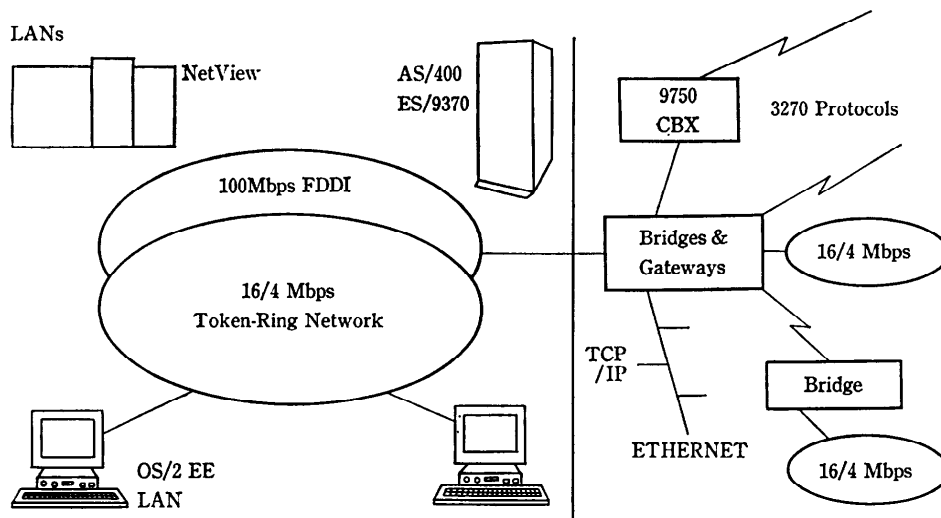 LANs
NetView
AS/400
ES/9370
9750
CBX
3270 Protocols
100Mbps FDDI
16/4 Mbps
Token-Ring Network
Bridges &
Gateways
16/4 Mbps
TCP
/IP
Bridge
ETHERNET
16/4 Mbps
OS/2 EE
LAN